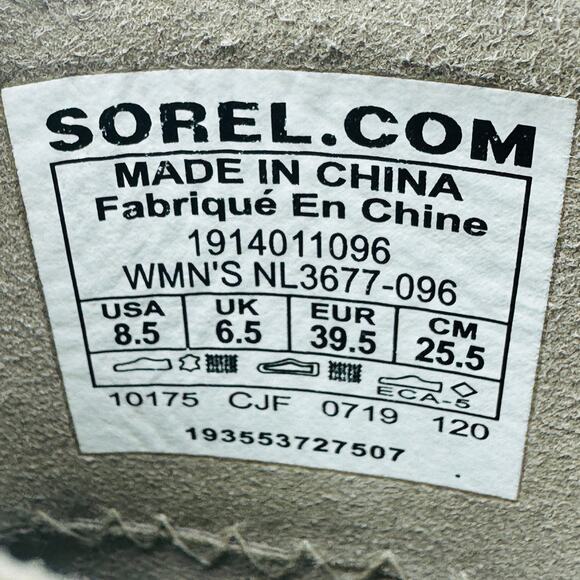 SOREL.COM
MADE IN CHINA
Fabriqué En Chine
1914011096
WMN'S NL3677-096
USA UK EUR CM
8.5 6.5 39.5 25.5
ECA-5
10175 CJF 0719 120
193553727507